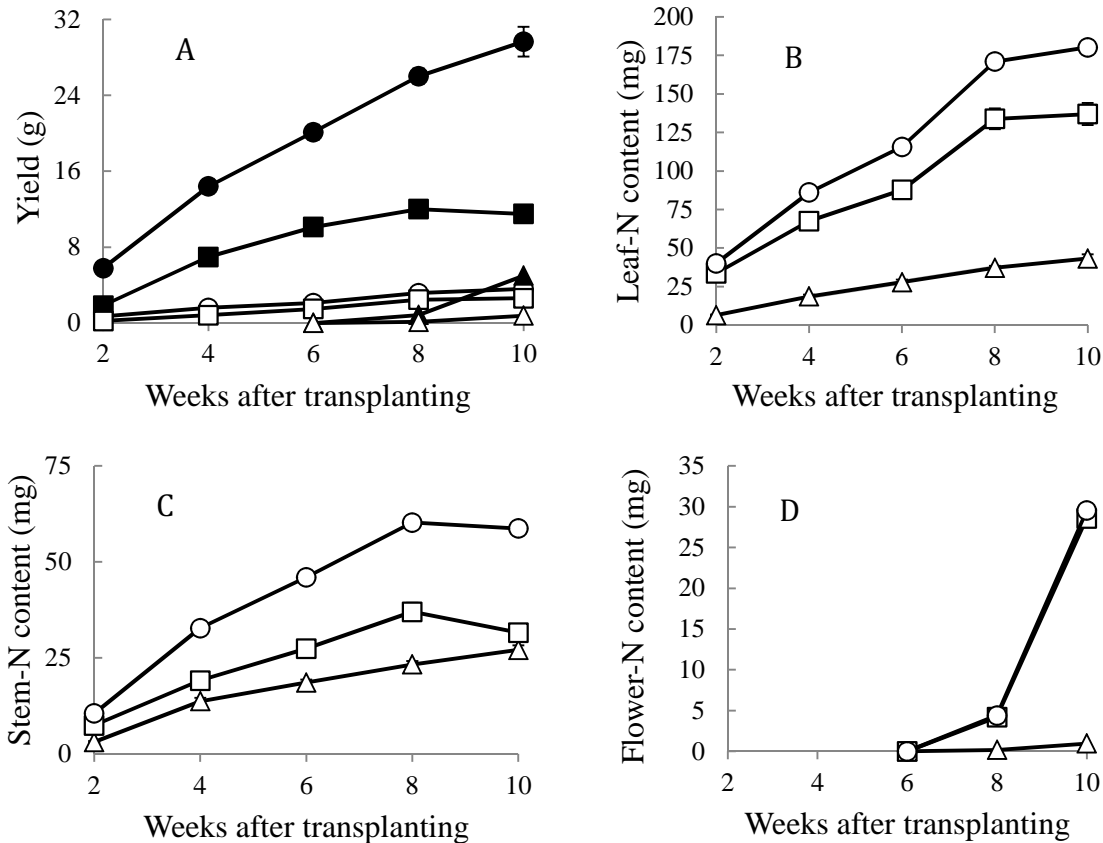 A
Yield (g)
32
24
16
8
0
2 4 6 8 10
Weeks after transplanting
B
Leaf-N content (mg)
200
175
150
125
100
75
50
25
0
2 4 6 8 10
Weeks after transplanting
C
Stem-N content (mg)
75
50
25
0
2 4 6 8 10
Weeks after transplanting
D
Flower-N content (mg)
35
30
25
20
15
10
5
0
2 4 6 8 10
Weeks after transplanting